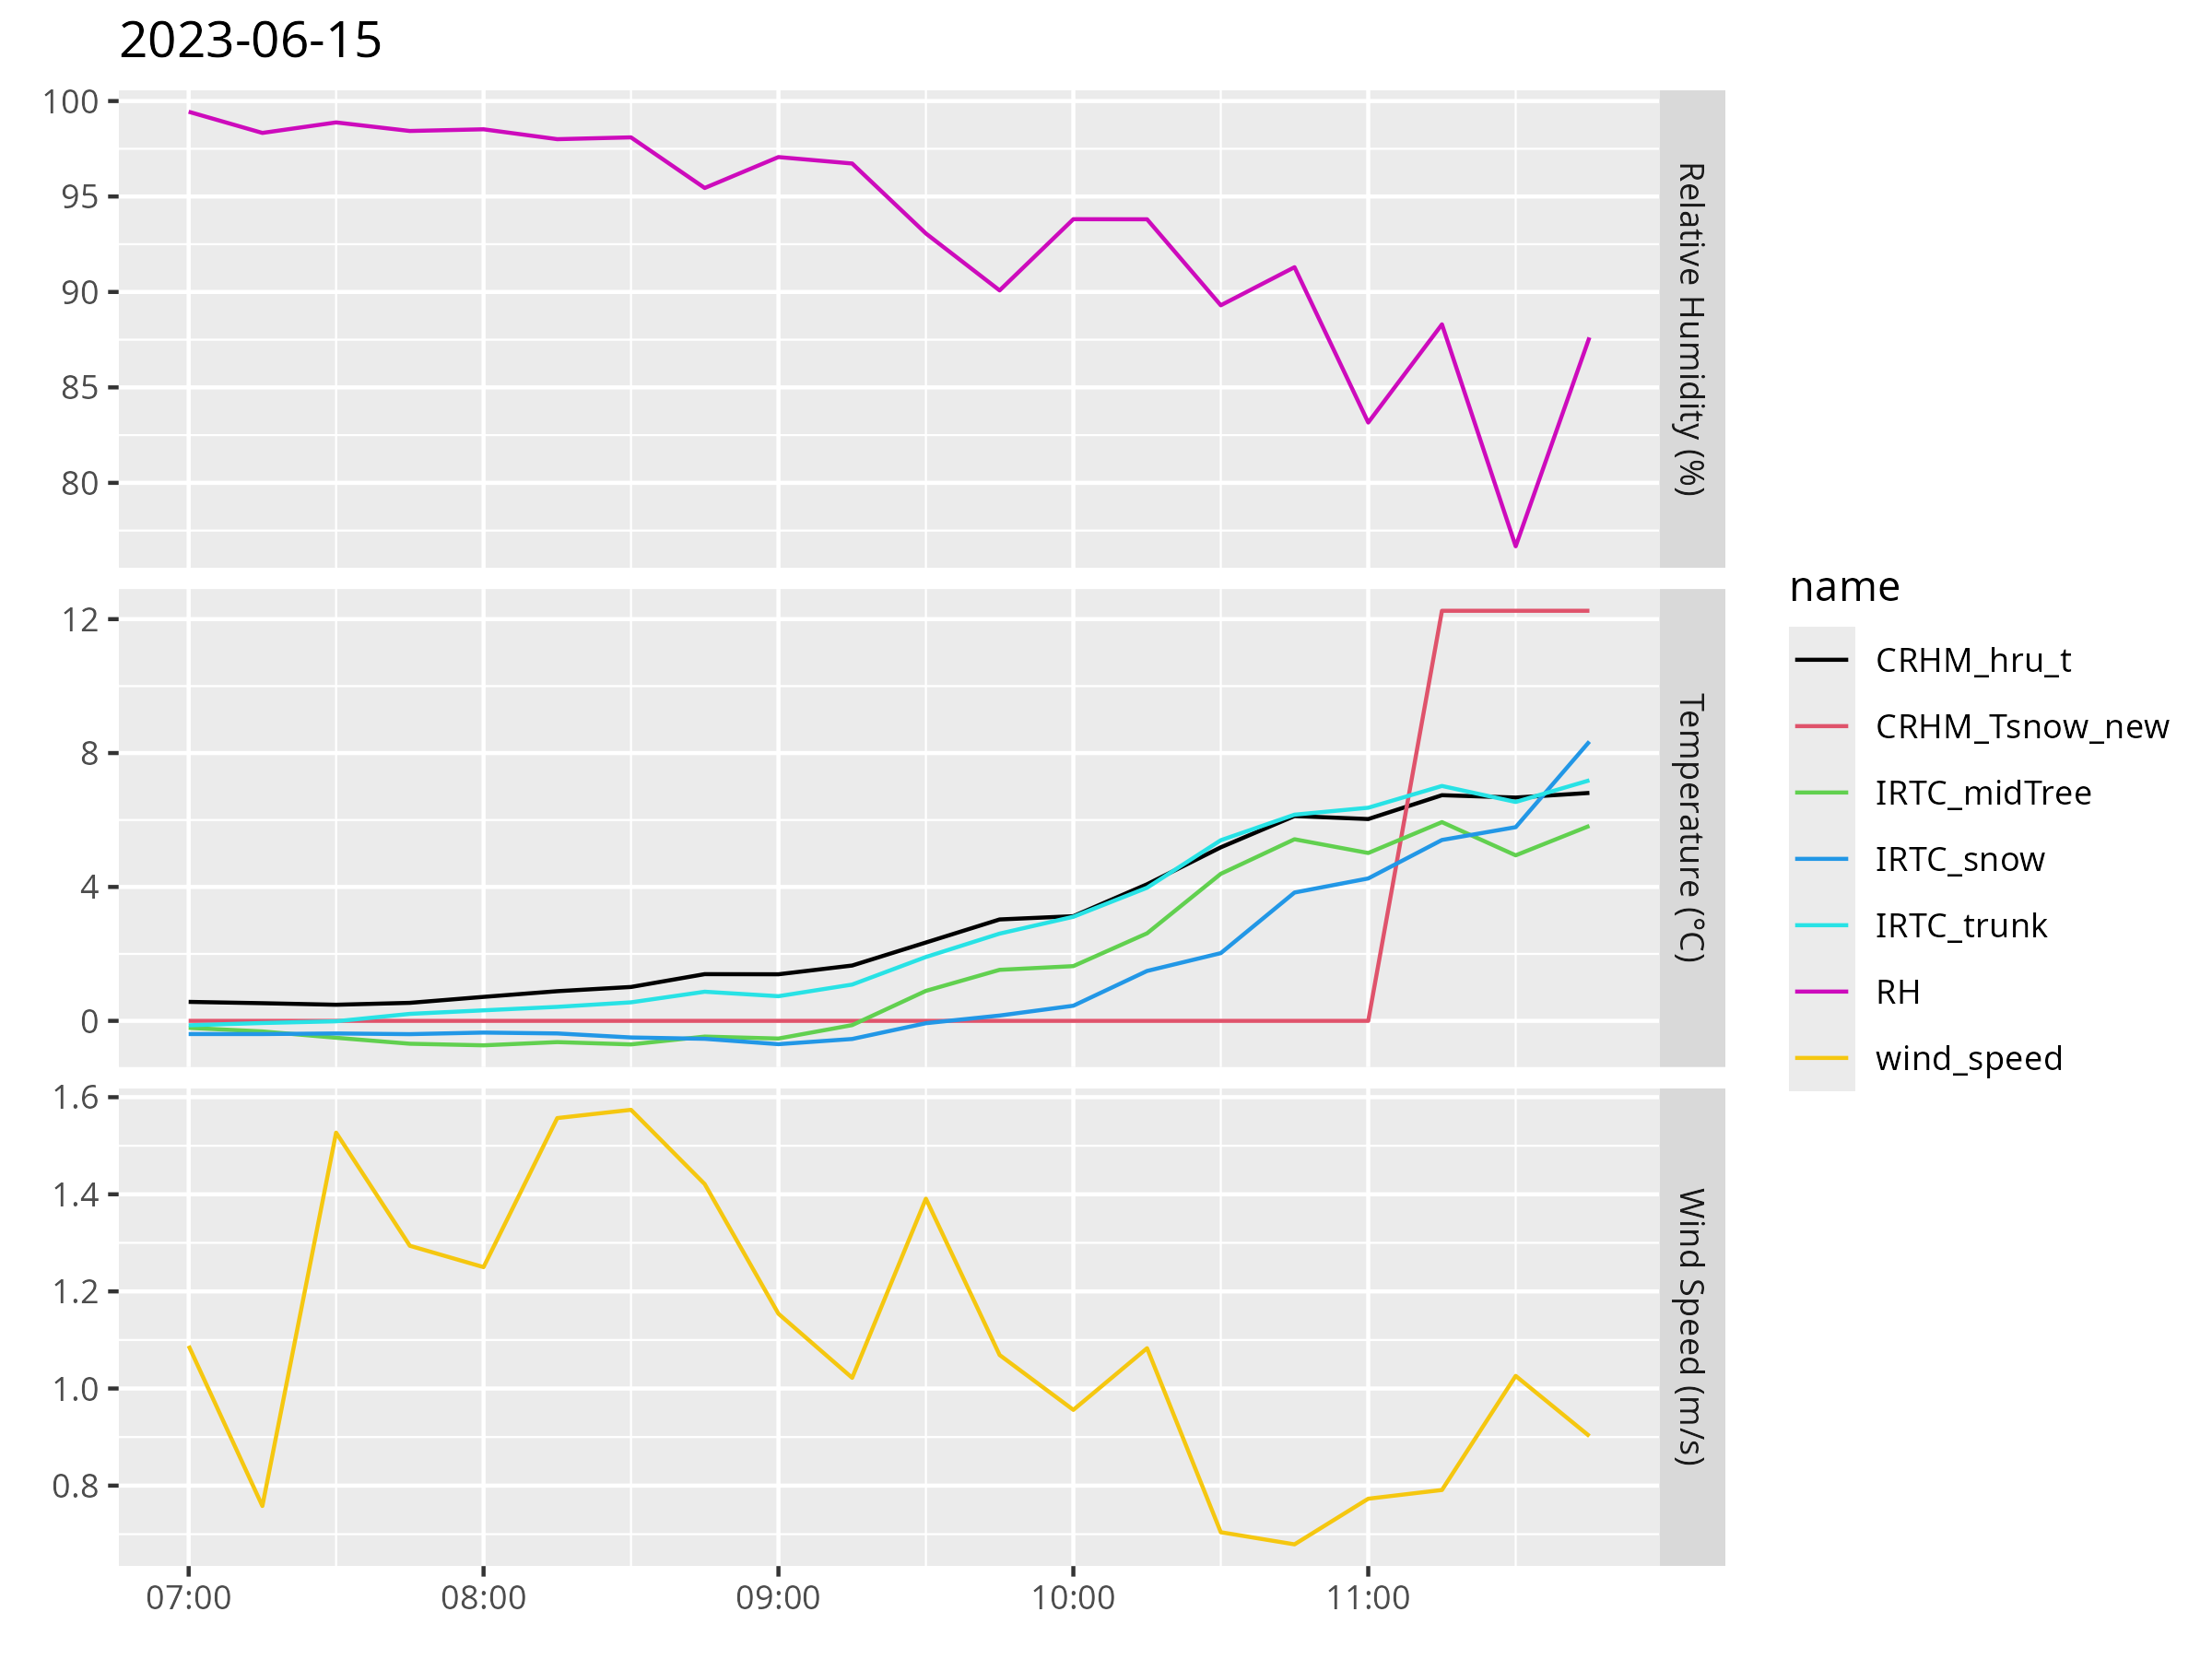 2023-06-15
100
95
90
85
80
Relative Humidity (%)
12
8
4
0
Temperature (°C)
1.6
1.4
1.2
1.0
0.8
Wind Speed (m/s)
07:00
08:00
09:00
10:00
11:00
name
CRHM_hru_t
CRHM_Tsnow_new
IRTC_midTree
IRTC_snow
IRTC_trunk
RH
wind_speed